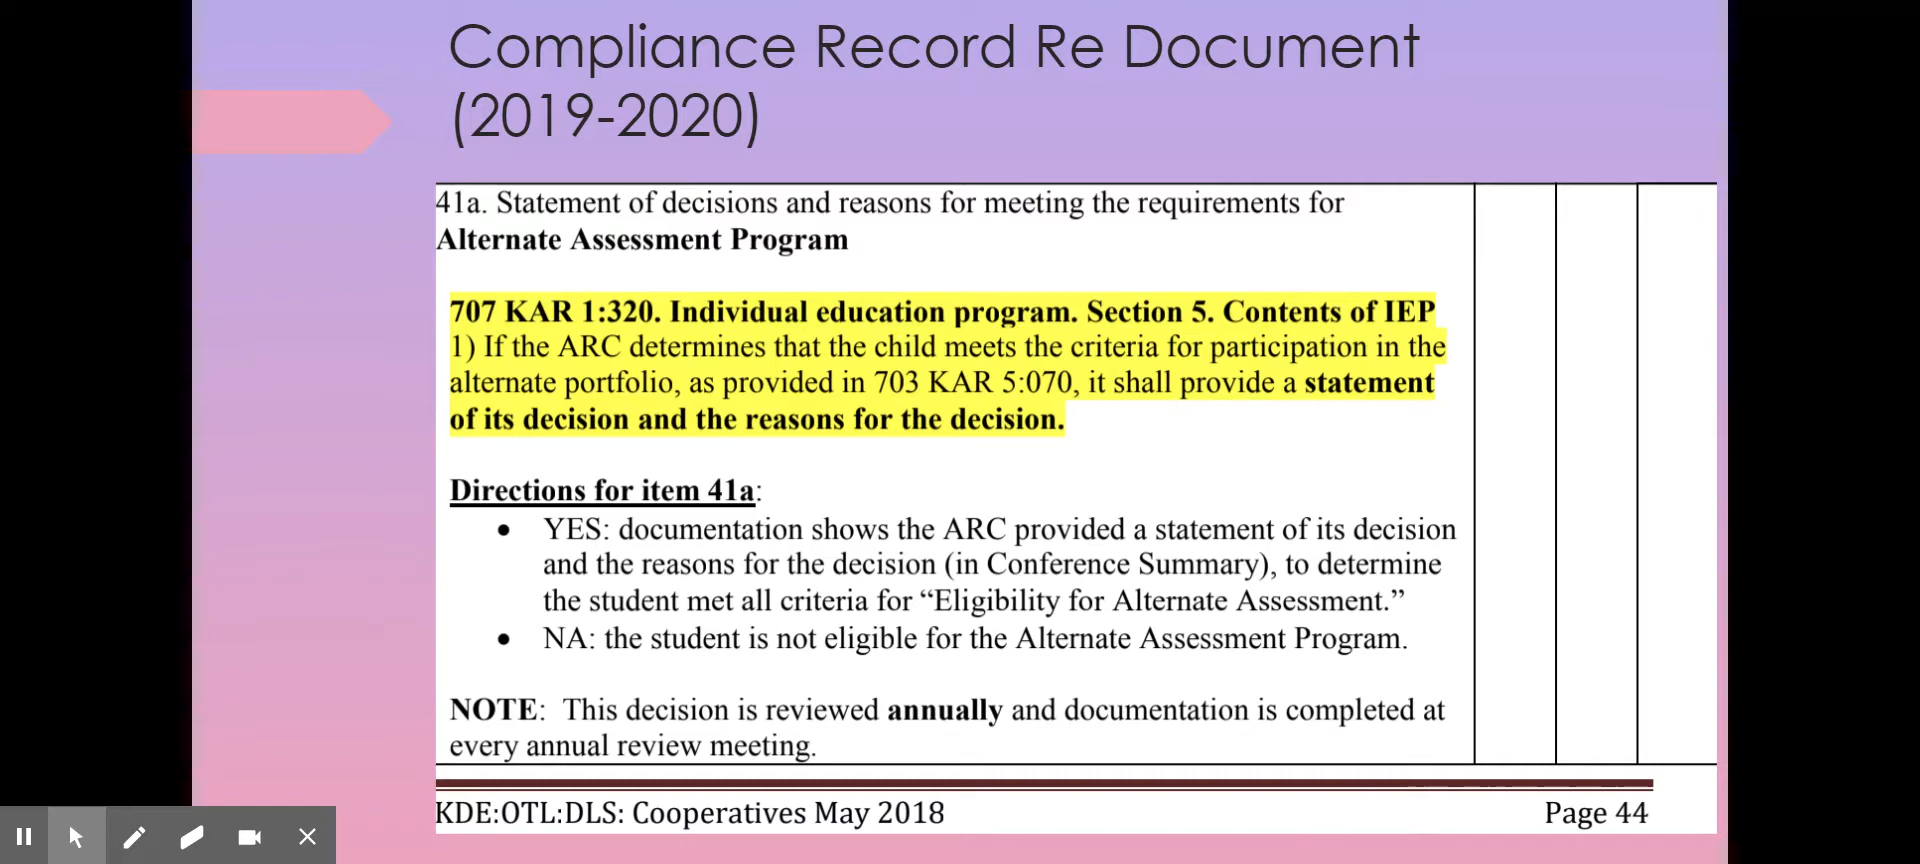 Compliance Record Re Document
(2019-2020)
41a. Statement of decisions and reasons for meeting the requirements for
Alternate Assessment Program
707 KAR 1:320. Individual education program. Section 5. Contents of IEP
1) If the ARC determines that the child meets the criteria for participation in the
alternate portfolio, as provided in 703 KAR 5:070, it shall provide a statement
of its decision and the reasons for the decision.
Directions for item 41a:
• YES: documentation shows the ARC provided a statement of its decision
and the reasons for the decision (in Conference Summary), to determine
the student met all criteria for “Eligibility for Alternate Assessment.”
• NA: the student is not eligible for the Alternate Assessment Program.
NOTE: This decision is reviewed annually and documentation is completed at
every annual review meeting.
KDE:OTL:DLS: Cooperatives May 2018 Page 44